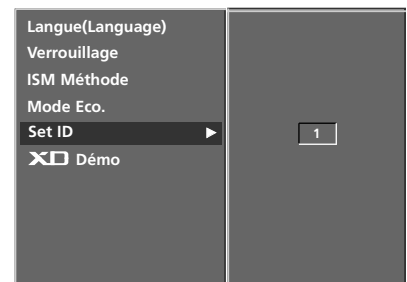 Langue(Language)
Verrouillage
ISM Méthode
Mode Eco.
Set ID ▶ 1
XD Démo